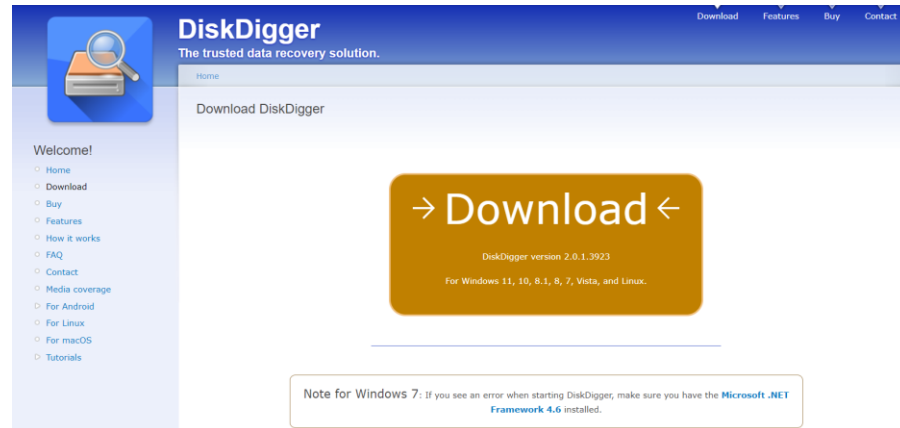 DiskDigger
The trusted data recovery solution.
Download Features Buy Contact
Home
Download DiskDigger
Welcome!
Home
Download
Buy
Features
How it works
FAQ
Contact
Media coverage
For Android
For Linux
For macOS
Tutorials
→ Download ←
DiskDigger version 2.0.1.3923
For Windows 11, 10, 8.1, 8, 7, Vista, and Linux.
Note for Windows 7: If you see an error when starting DiskDigger, make sure you have the Microsoft .NET
Framework 4.6 installed.